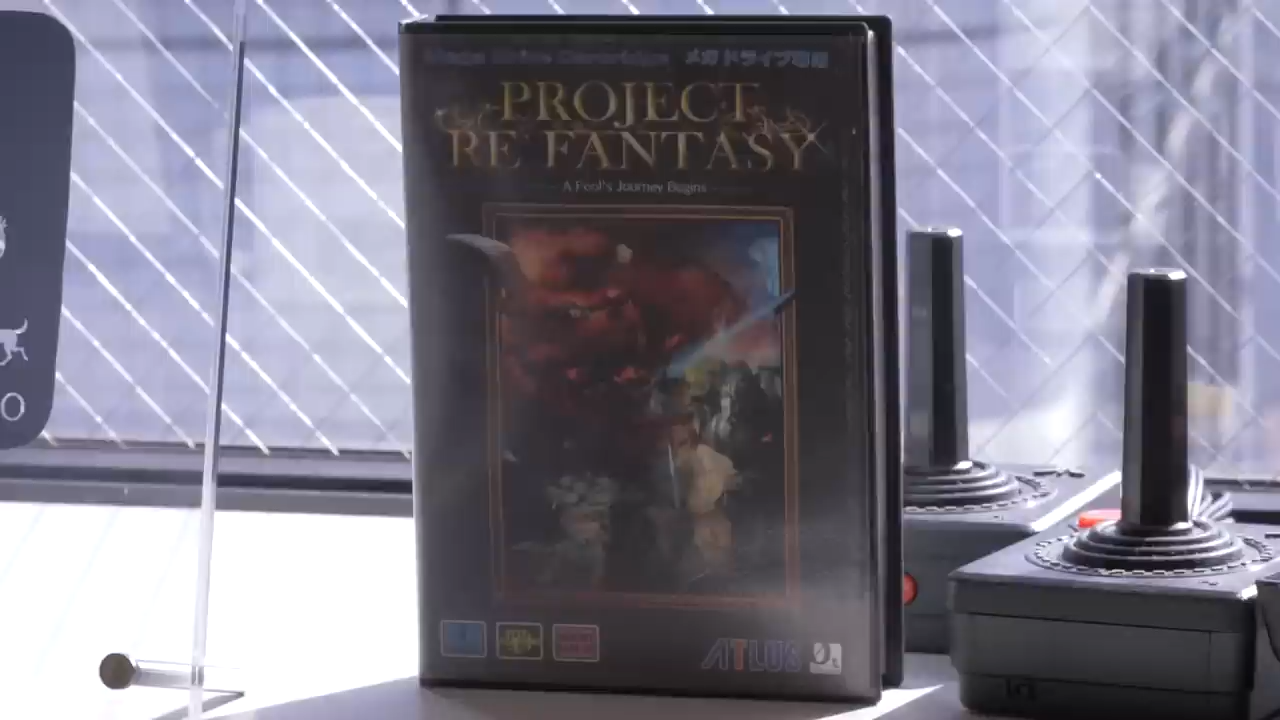 メガドライブ専用
PROJECT
RE FANTASY
A Fool's Journey Begins
ATLUS
O